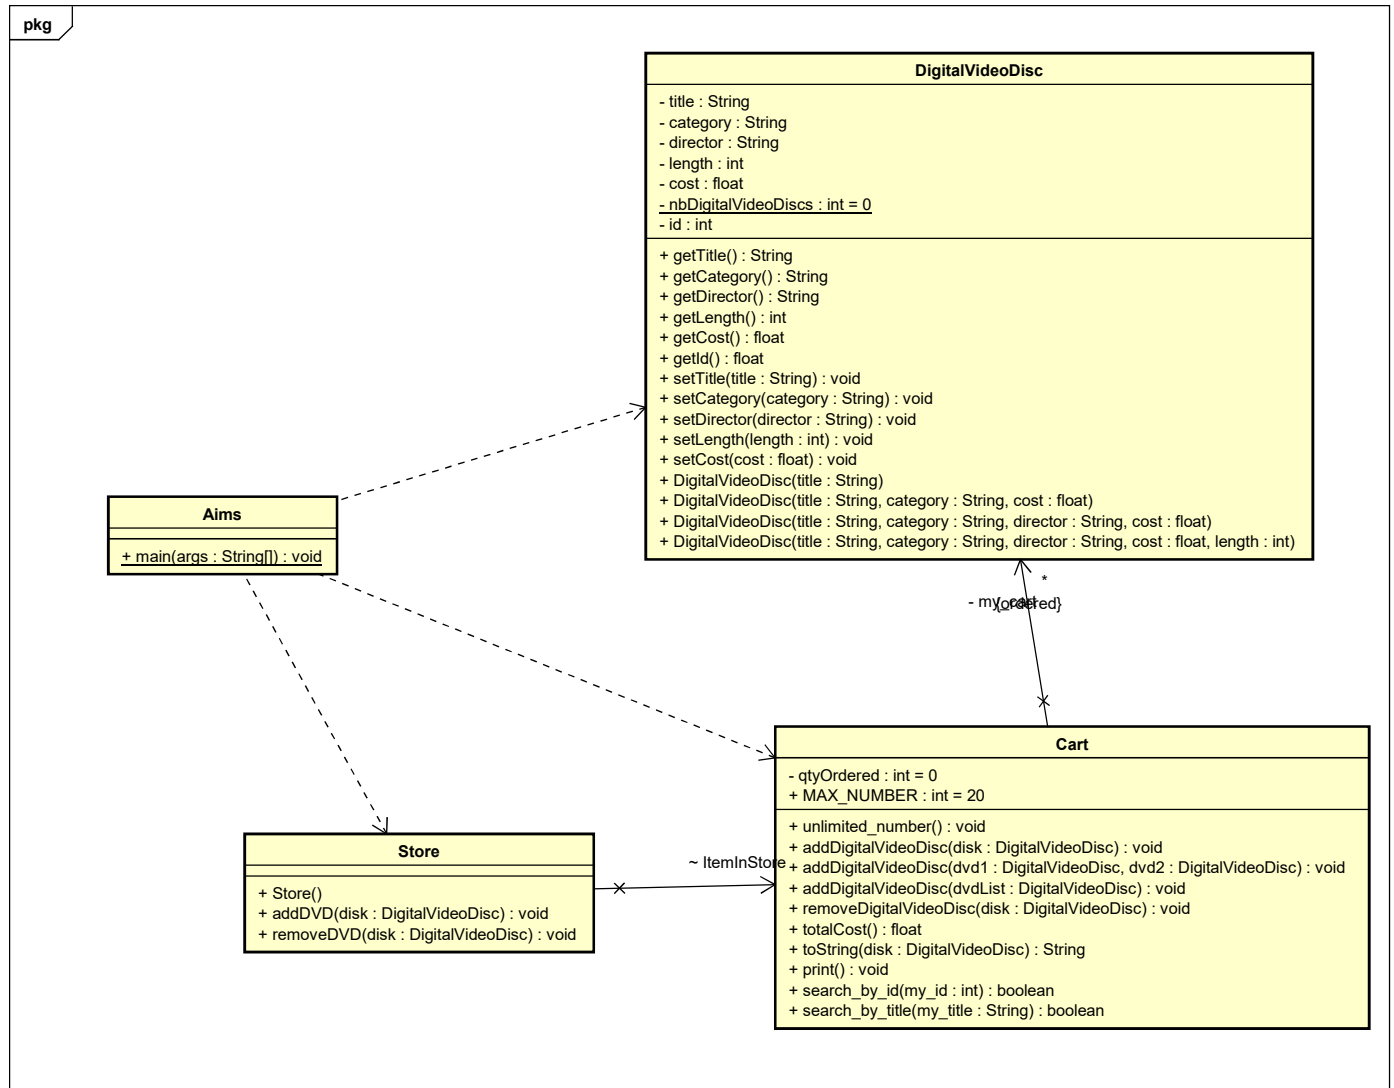 pkg
DigitalVideoDisc
- title : String
- category : String
- director : String
- length : int
- cost : float
- nbDigitalVideoDiscs : int = 0
- id : int
+ getTitle() : String
+ getCategory() : String
+ getDirector() : String
+ getLength() : int
+ getCost() : float
+ getId() : float
+ setTitle(title : String) : void
+ setCategory(category : String) : void
+ setDirector(director : String) : void
+ setLength(length : int) : void
+ setCost(cost : float) : void
+ DigitalVideoDisc(title : String)
+ DigitalVideoDisc(title : String, category : String, cost : float)
+ DigitalVideoDisc(title : String, category : String, director : String, cost : float)
+ DigitalVideoDisc(title : String, category : String, director : String, cost : float, length : int)
Aims
+ main(args : String[]) : void
*
- my_cart
{ordered}
Cart
- qtyOrdered : int = 0
+ MAX_NUMBER : int = 20
+ unlimited_number() : void
+ addDigitalVideoDisc(disk : DigitalVideoDisc) : void
+ addDigitalVideoDisc(dvd1 : DigitalVideoDisc, dvd2 : DigitalVideoDisc) : void
+ addDigitalVideoDisc(dvdList : DigitalVideoDisc) : void
+ removeDigitalVideoDisc(disk : DigitalVideoDisc) : void
+ totalCost() : float
+ toString(disk : DigitalVideoDisc) : String
+ print() : void
+ search_by_id(my_id : int) : boolean
+ search_by_title(my_title : String) : boolean
~ ItemInStore
Store
+ Store()
+ addDVD(disk : DigitalVideoDisc) : void
+ removeDVD(disk : DigitalVideoDisc) : void